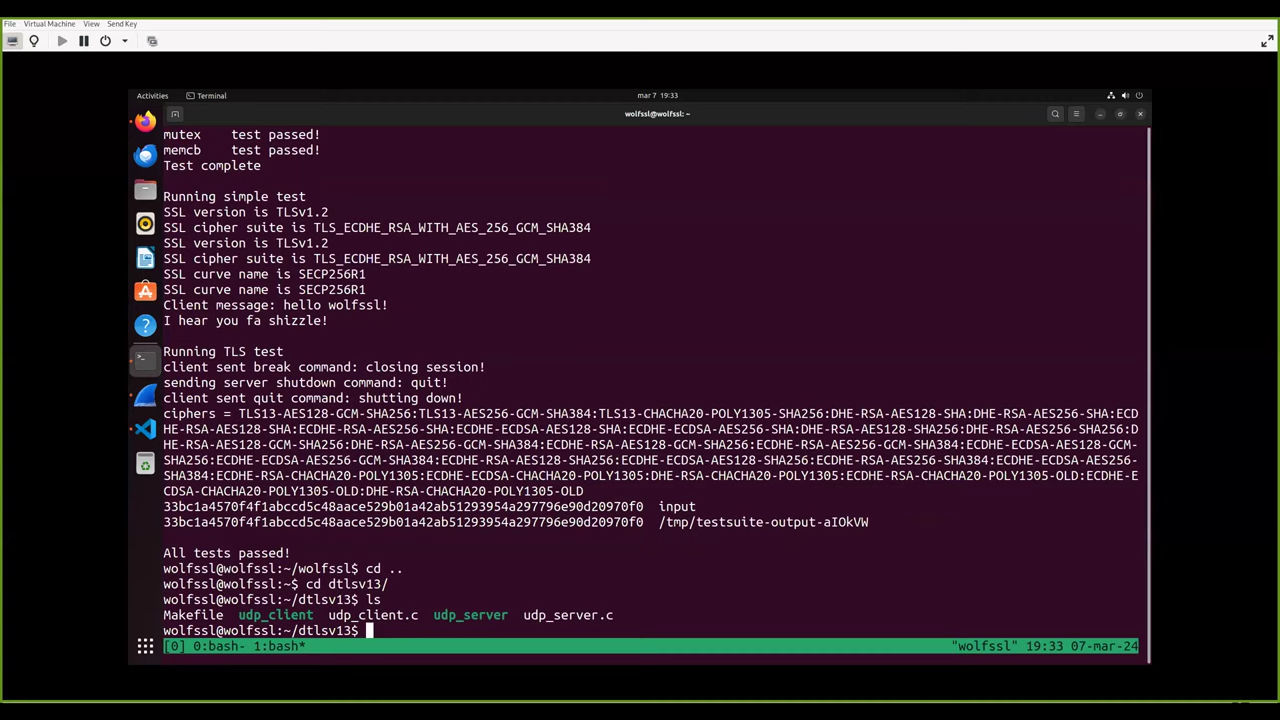 File Virtual Machine View Send Key
Activities Terminal mar 7 19:33
wolfssl@wolfssl: ~
mutex    test passed!
memcb    test passed!
Test complete
Running simple test
SSL version is TLSv1.2
SSL cipher suite is TLS_ECDHE_RSA_WITH_AES_256_GCM_SHA384
SSL version is TLSv1.2
SSL cipher suite is TLS_ECDHE_RSA_WITH_AES_256_GCM_SHA384
SSL curve name is SECP256R1
SSL curve name is SECP256R1
Client message: hello wolfssl!
I hear you fa shizzle!
Running TLS test
client sent break command: closing session!
sending server shutdown command: quit!
client sent quit command: shutting down!
ciphers = TLS13-AES128-GCM-SHA256:TLS13-AES256-GCM-SHA384:TLS13-CHACHA20-POLY1305-SHA256:DHE-RSA-AES128-SHA:DHE-RSA-AES256-SHA:ECD
HE-RSA-AES128-SHA:ECDHE-RSA-AES256-SHA:ECDHE-ECDSA-AES128-SHA:ECDHE-ECDSA-AES256-SHA:DHE-RSA-AES128-SHA256:DHE-RSA-AES256-SHA256:D
HE-RSA-AES128-GCM-SHA256:DHE-RSA-AES256-GCM-SHA384:ECDHE-RSA-AES128-GCM-SHA256:ECDHE-RSA-AES256-GCM-SHA384:ECDHE-ECDSA-AES128-GCM-
SHA256:ECDHE-ECDSA-AES256-GCM-SHA384:ECDHE-RSA-AES128-SHA256:ECDHE-ECDSA-AES128-SHA256:ECDHE-RSA-AES256-SHA384:ECDHE-ECDSA-AES256-
SHA384:ECDHE-RSA-CHACHA20-POLY1305:ECDHE-ECDSA-CHACHA20-POLY1305:DHE-RSA-CHACHA20-POLY1305:ECDHE-RSA-CHACHA20-POLY1305-OLD:ECDHE-E
CDSA-CHACHA20-POLY1305-OLD:DHE-RSA-CHACHA20-POLY1305-OLD
33bc1a4570f4f1abccd5c48aace529b01a42ab51293954a297796e90d20970f0  input
33bc1a4570f4f1abccd5c48aace529b01a42ab51293954a297796e90d20970f0  /tmp/testsuite-output-aIOkVW
All tests passed!
wolfssl@wolfssl:~/wolfssl$ cd ..
wolfssl@wolfssl:~$ cd dtlsv13/
wolfssl@wolfssl:~/dtlsv13$ ls
Makefile  udp_client  udp_client.c  udp_server  udp_server.c
wolfssl@wolfssl:~/dtlsv13$
[0] 0:bash- 1:bash* "wolfssl" 19:33 07-mar-24